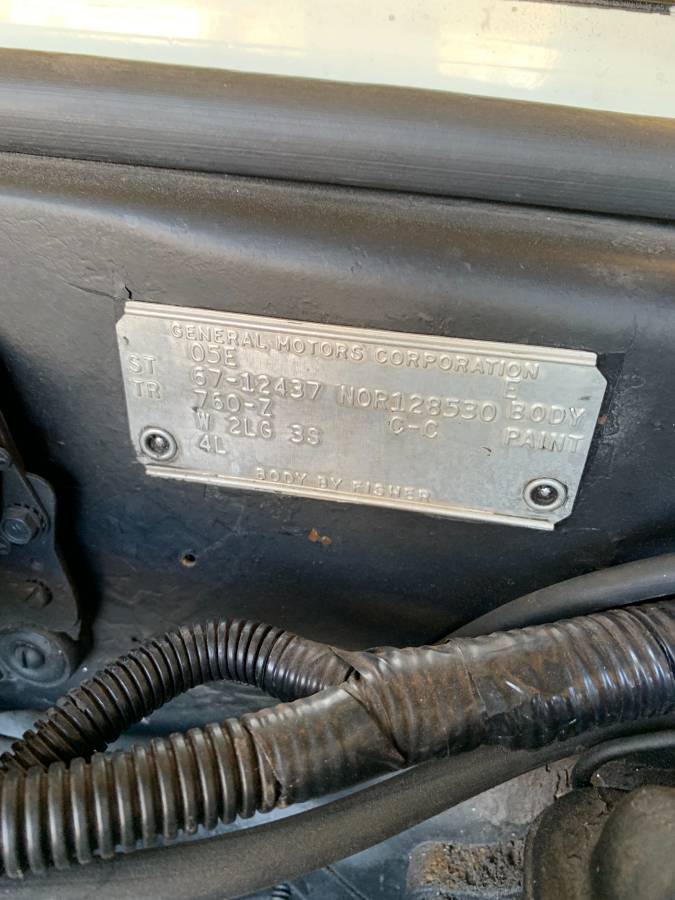 GENERAL MOTORS CORPORATION
05E E
ST 67-12437 NOR128530 BODY
TR 760-Z C-C PAINT
W 2LG 3S
4L
BODY BY FISHER